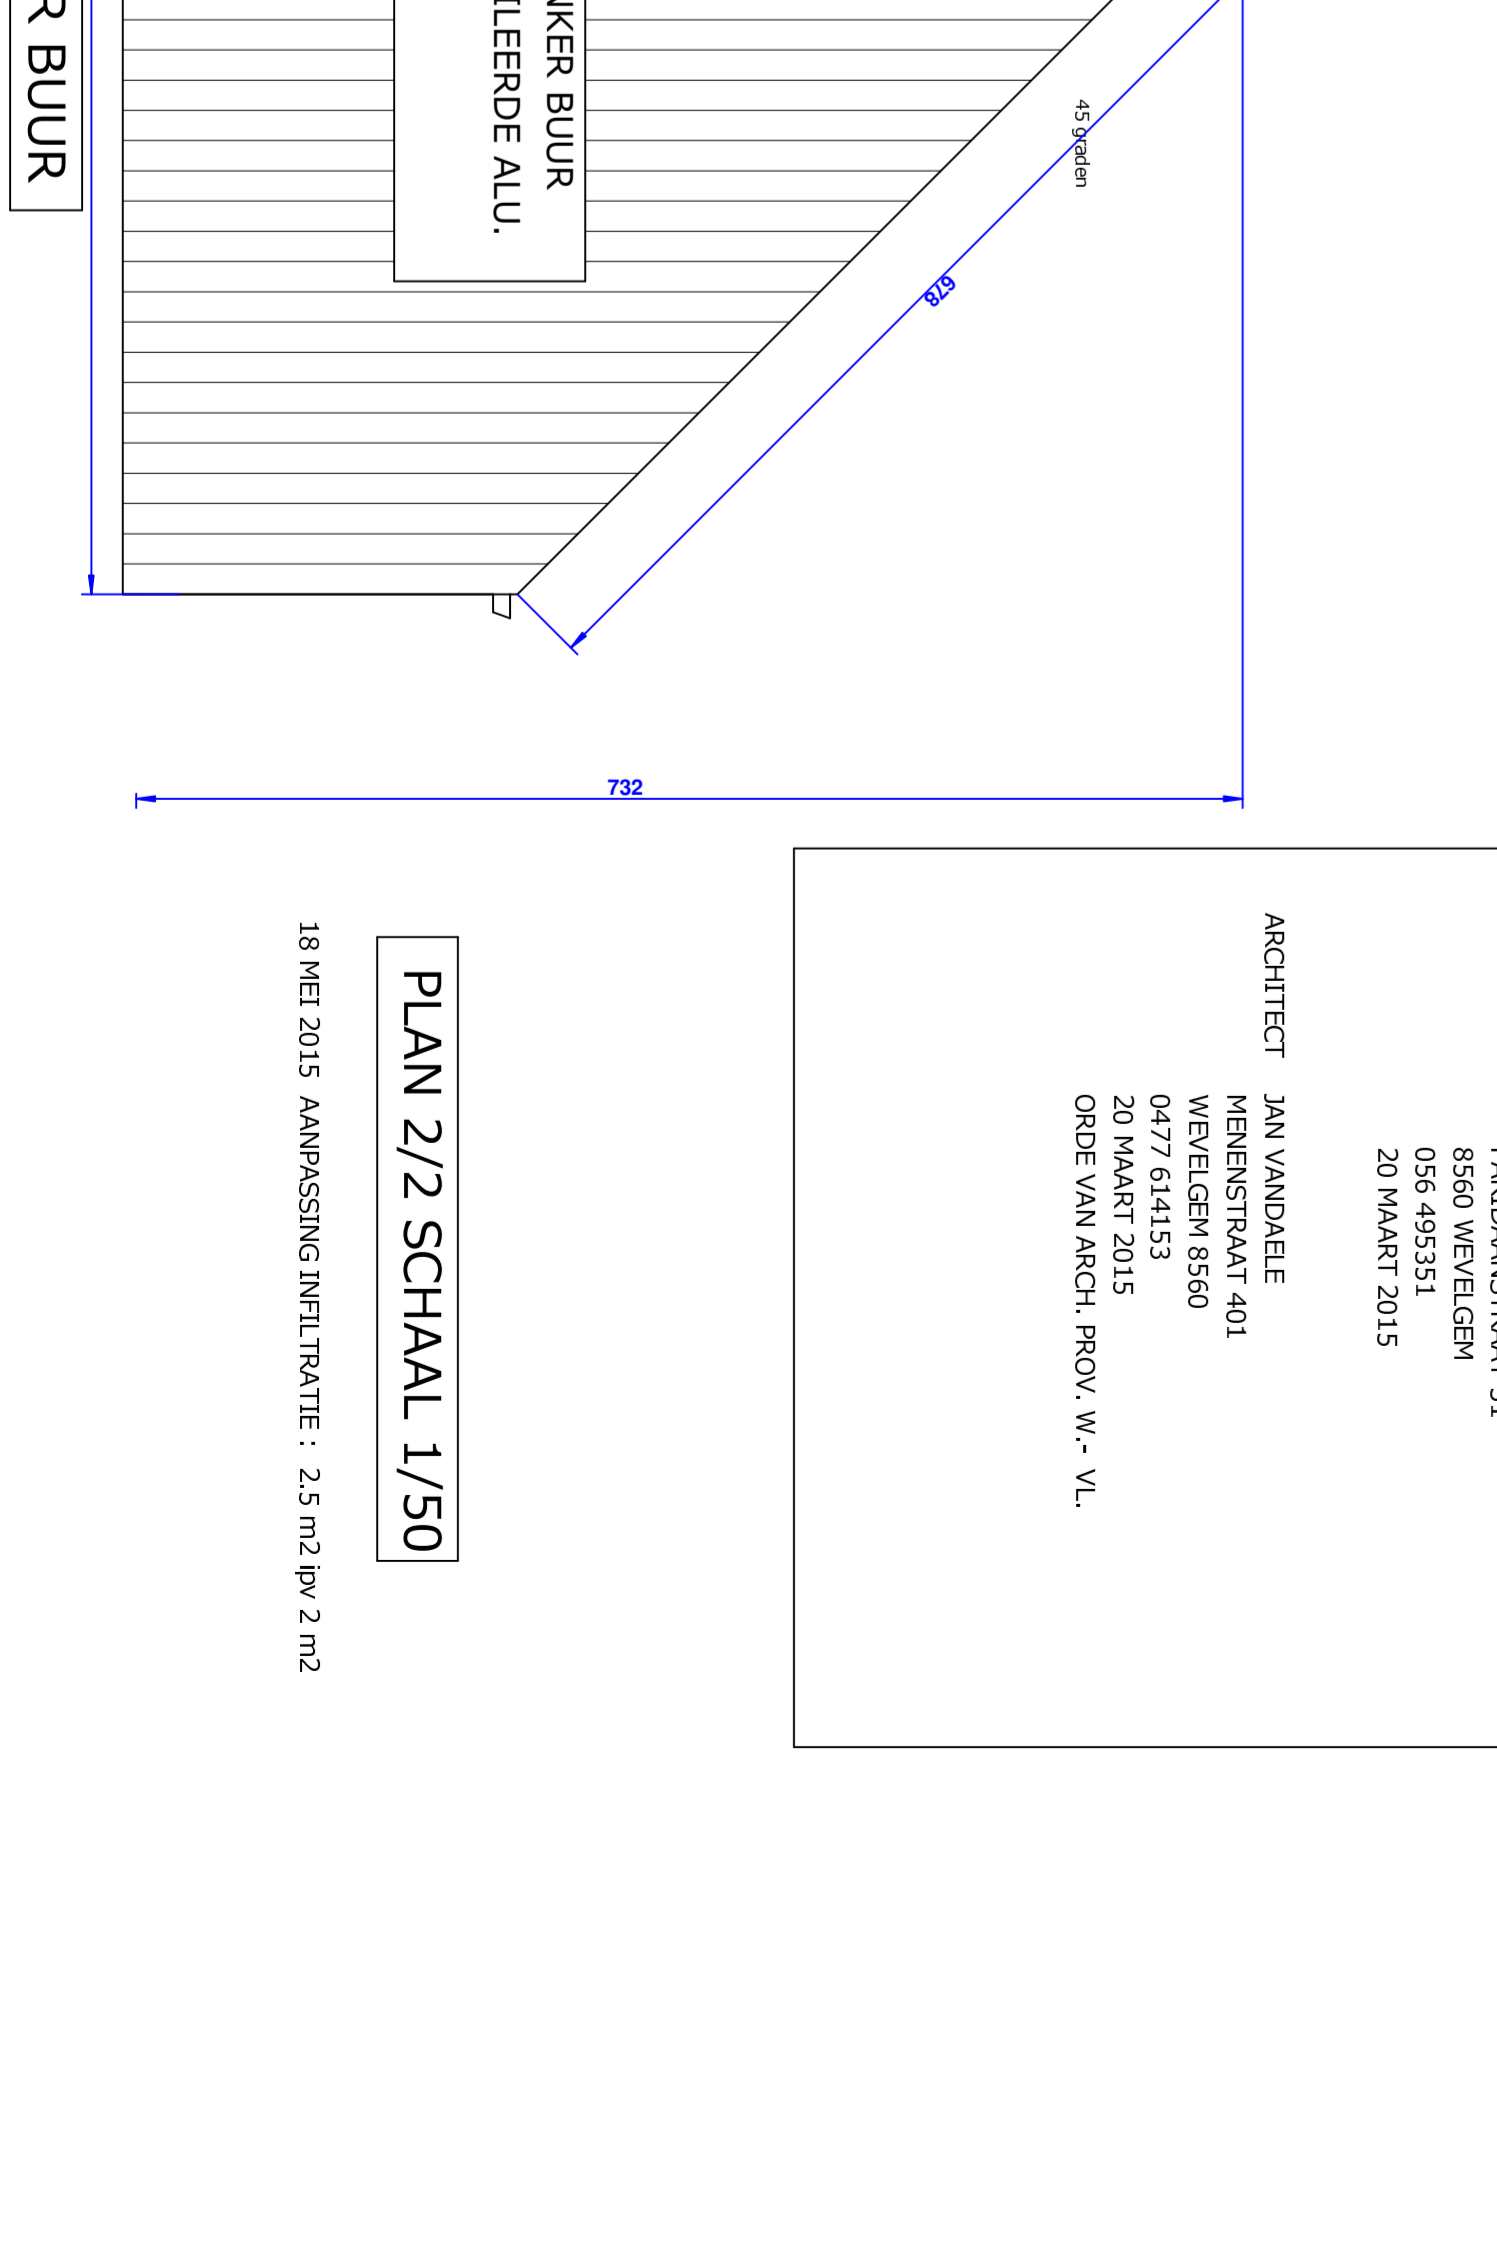 8560 WEVELGEM
056 495351
20 MAART 2015
ARCHITECT JAN VANDAELE
MENENSTRAAT 401
WEVELGEM 8560
0477 614153
20 MAART 2015
ORDE VAN ARCH. PROV. W.- VL.
PLAN 2/2 SCHAAL 1/50
18 MEI 2015 AANPASSING INFILTRATIE : 2.5 m2 ipv 2 m2
732
678
45 graden
NKER BUUR
ILEERDE ALU.
R BUUR